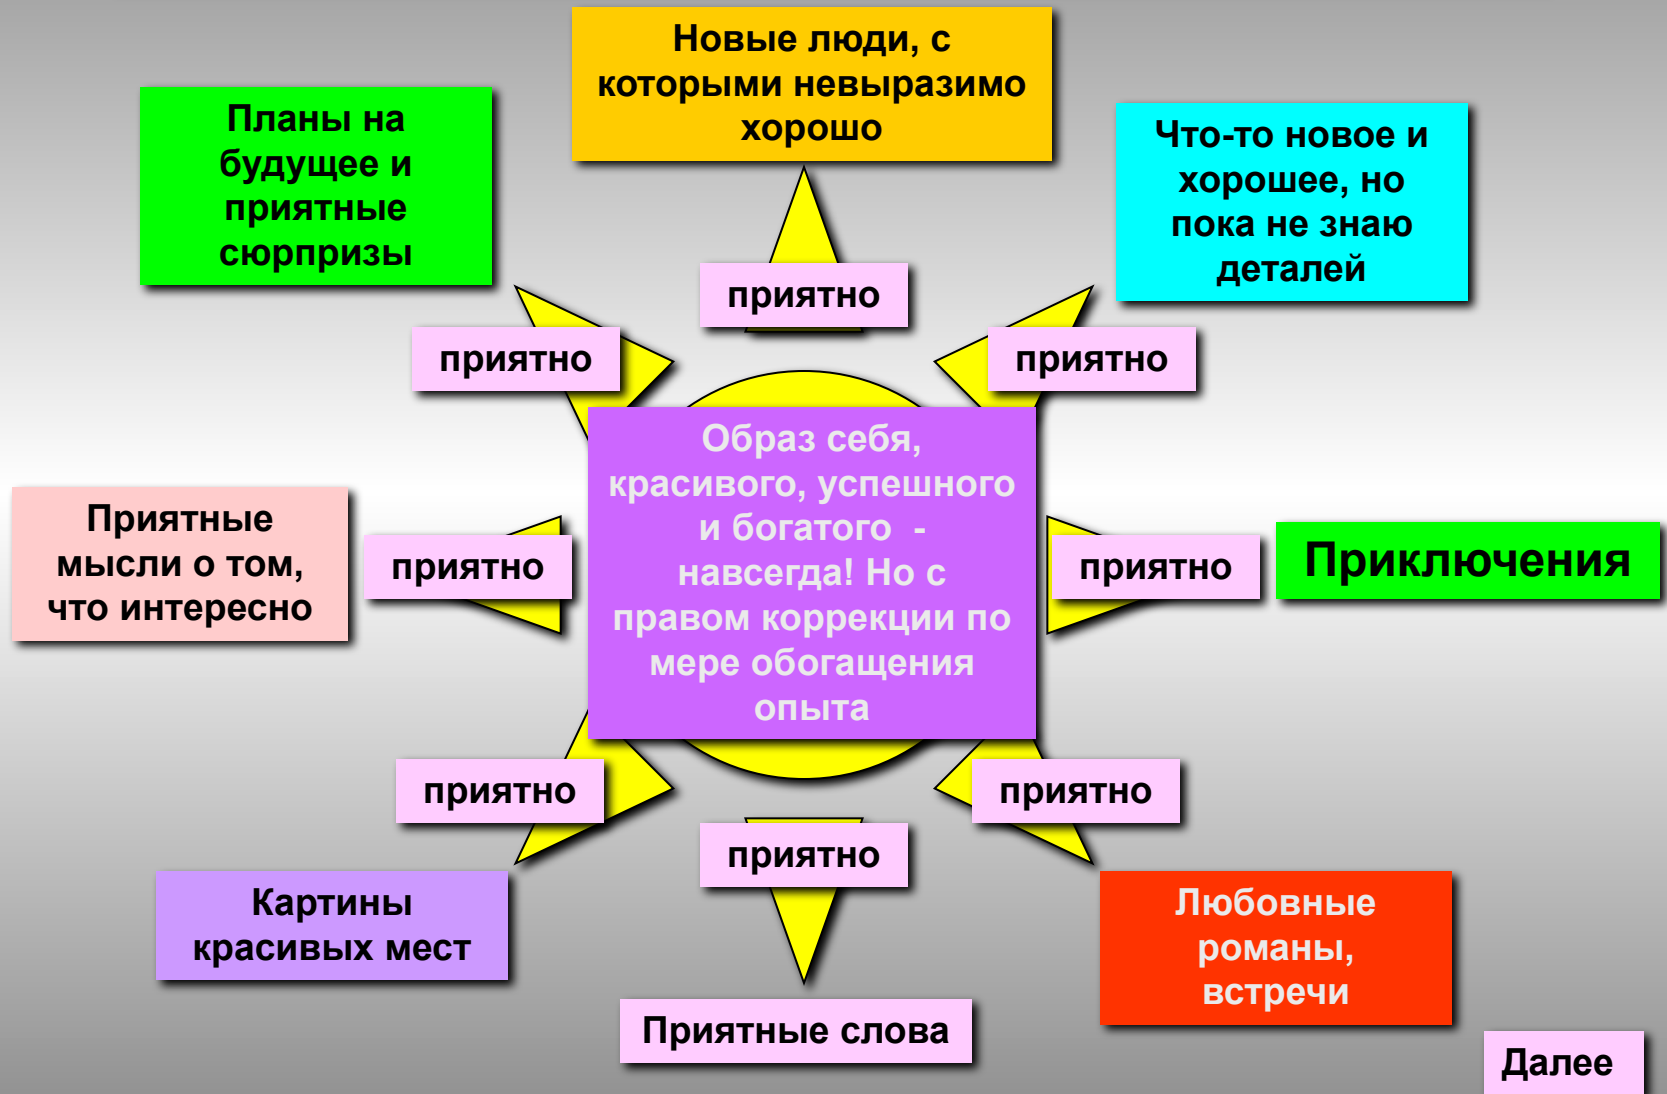 Новые люди, с
которыми невыразимо
хорошо
Планы на
будущее и
приятные
сюрпризы
Что-то новое и
хорошее, но
пока не знаю
деталей
приятно
приятно
приятно
Образ себя,
красивого, успешного
и богатого -
навсегда! Но с
правом коррекции по
мере обогащения
опыта
Приятные
мысли о том,
что интересно
приятно
приятно
Приключения
приятно
приятно
приятно
Картины
красивых мест
Любовные
романы,
встречи
Приятные слова
Далее